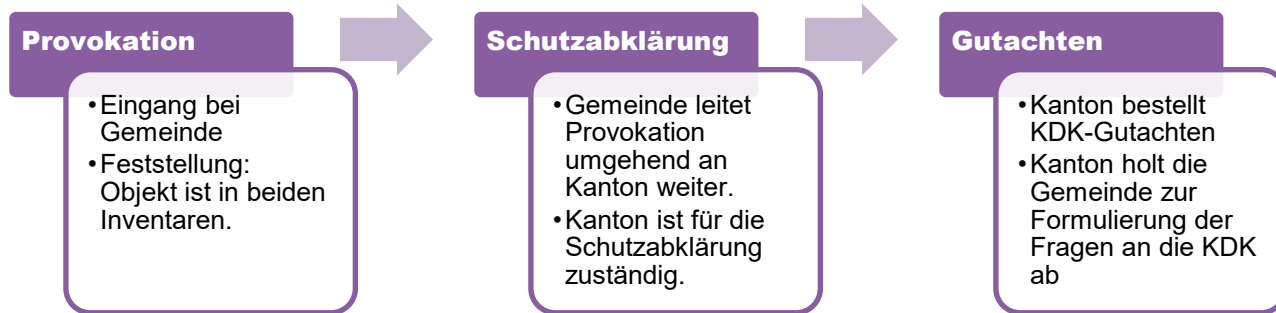 Provokation
•Eingang bei
Gemeinde
•Feststellung:
Objekt ist in beiden
Inventaren.
Schutzabklärung
•Gemeinde leitet
Provokation
umgehend an
Kanton weiter.
•Kanton ist für die
Schutzabklärung
zuständig.
Gutachten
•Kanton bestellt
KDK-Gutachten
•Kanton holt die
Gemeinde zur
Formulierung der
Fragen an die KDK
ab